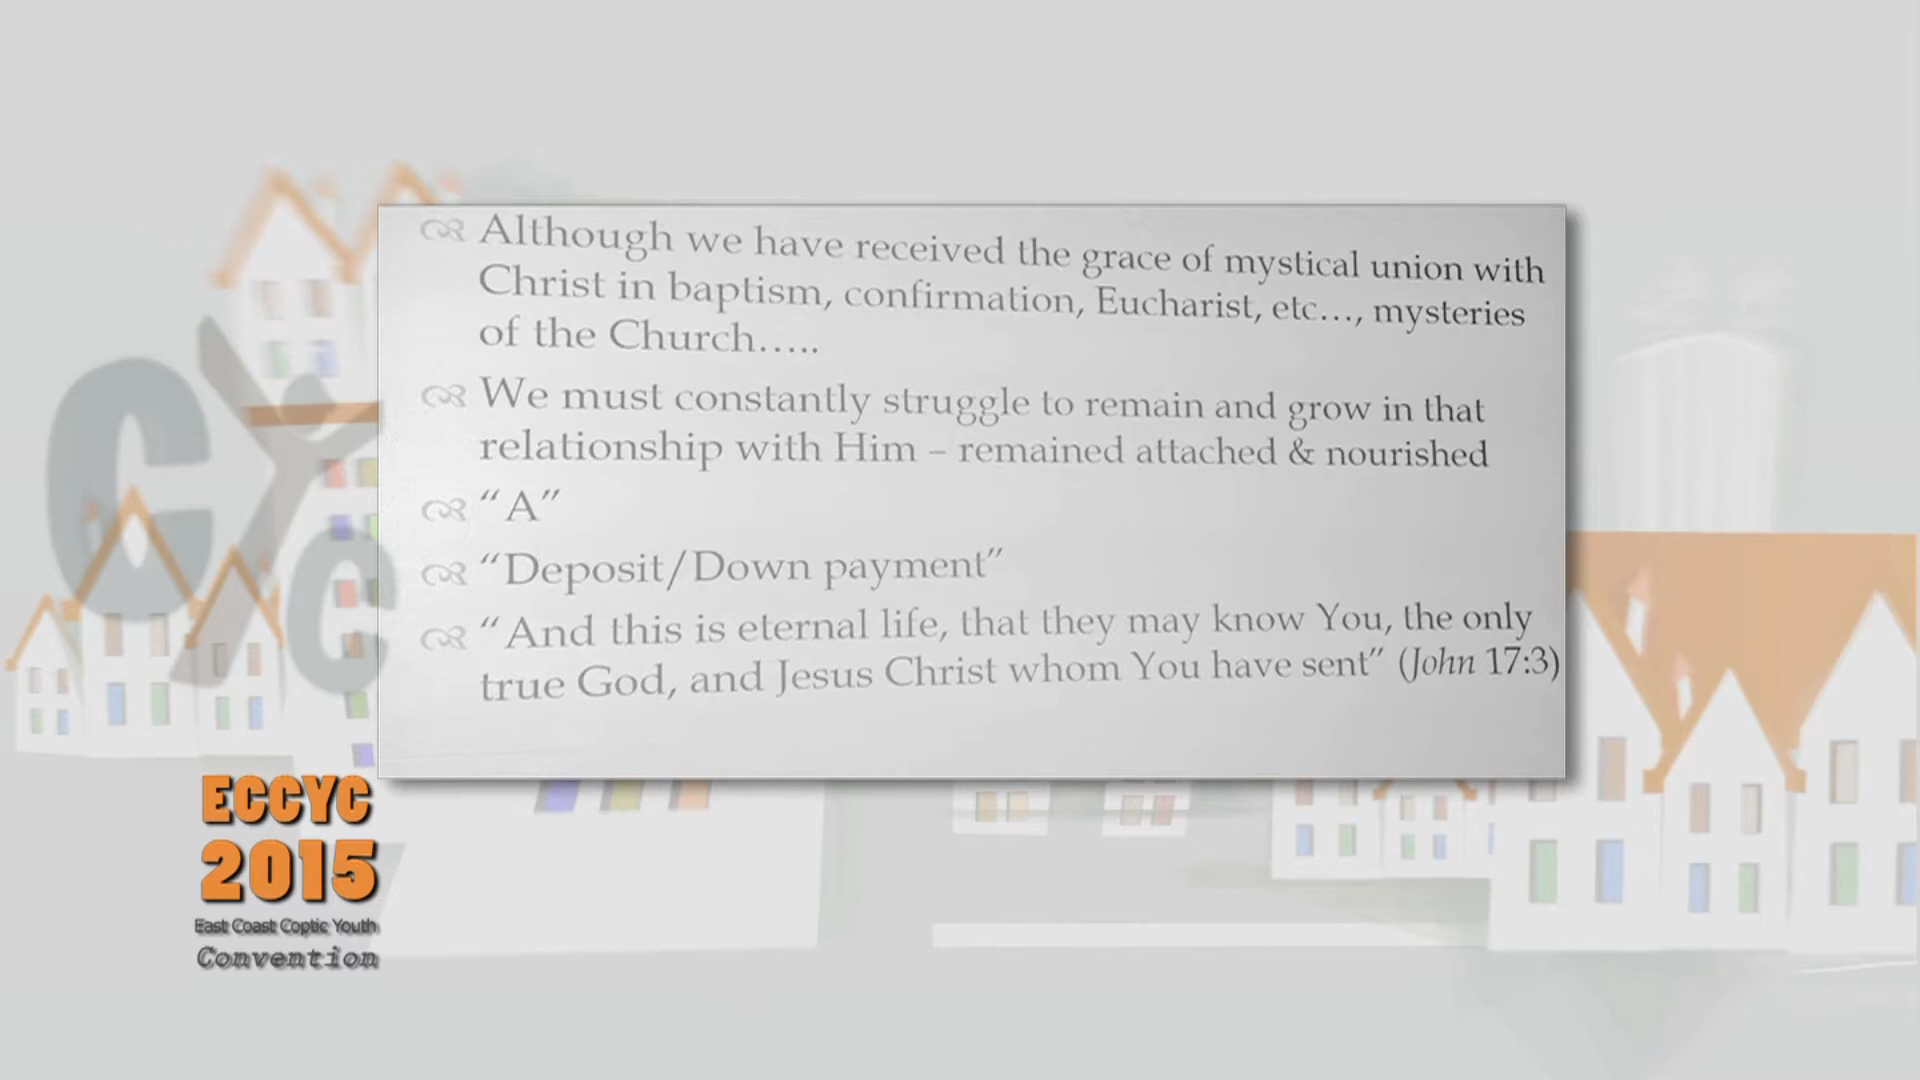 Although we have received the grace of mystical union with
Christ in baptism, confirmation, Eucharist, etc…, mysteries
of the Church…..
We must constantly struggle to remain and grow in that
relationship with Him – remained attached & nourished
“A”
“Deposit/Down payment”
“And this is eternal life, that they may know You, the only
true God, and Jesus Christ whom You have sent” (John 17:3)
CYC
ECCYC
2015
East Coast Coptic Youth
Convention